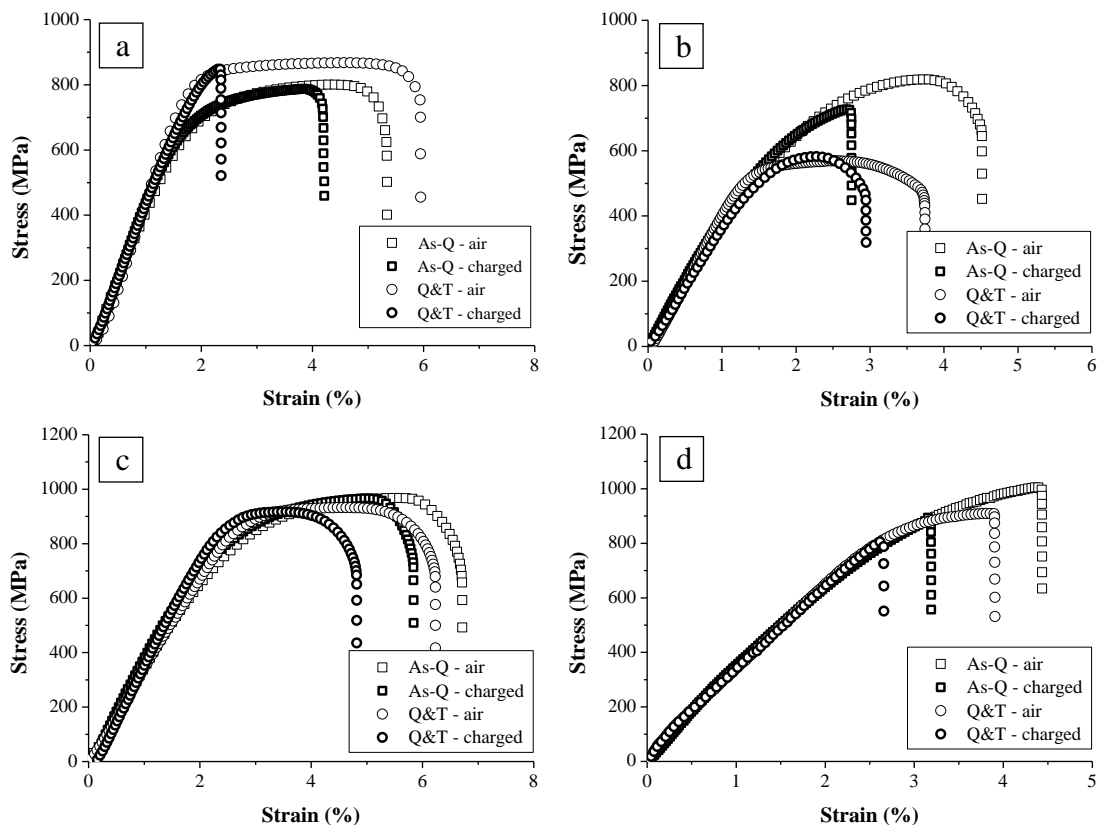 a
1000
800
600
400
200
0
Stress (MPa)
As-Q - air
As-Q - charged
Q&T - air
Q&T - charged
0 2 4 6 8
Strain (%)
b
1000
800
600
400
200
0
Stress (MPa)
As-Q - air
As-Q - charged
Q&T - air
Q&T - charged
0 1 2 3 4 5 6
Strain (%)
c
1200
1000
800
600
400
200
0
Stress (MPa)
As-Q - air
As-Q - charged
Q&T - air
Q&T - charged
0 2 4 6 8
Strain (%)
d
1200
1000
800
600
400
200
0
Stress (MPa)
As-Q - air
As-Q - charged
Q&T - air
Q&T - charged
0 1 2 3 4 5
Strain (%)